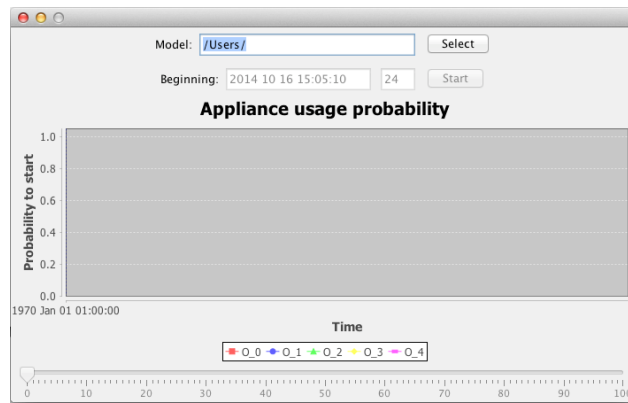 Model: /Users/ Select
Beginning: 2014 10 16 15:05:10 24 Start
Appliance usage probability
Probability to start
1.0
0.8
0.6
0.4
0.2
0.0
1970 Jan 01 01:00:00
Time
O_0 O_1 O_2 O_3 O_4
0 10 20 30 40 50 60 70 80 90